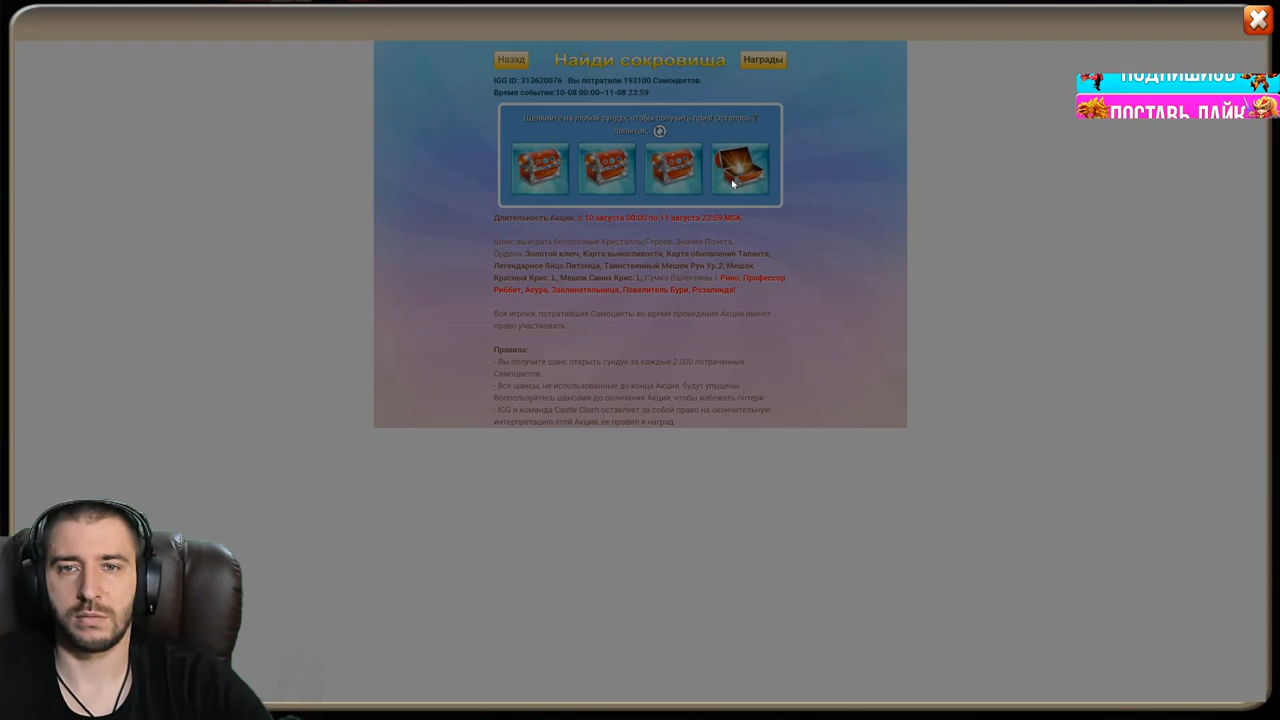 Назад Найди сокровища Награды
IGG ID: 313620076 Вы потратили 193100 Самоцветов.
Время события:10-08 00:00~11-08 23:59
Щелкните на любой сундук, чтобы получить приз! Осталось 7
попыток.
Длительность Акции: с 10 августа 00:00 по 11 августа 23:59 MSK
Шанс выиграть бесплатные Кристаллы Героев, Значки Почета,
Ордена, Золотой ключ, Карта выносливости, Карта обновления Таланта,
Легендарное Яйцо Питомца, Таинственный Мешок Рун Ур.2, Мешок
Красных Крис. L, Мешок Синих Крис. L, Сумка Валентины I, Рино, Профессор
Риббит, Асура, Заклинательница, Повелитель Бури, Розалинда!
Все игроки, потратившие Самоцветы во время проведения Акции имеют
право участвовать.
Правила:
- Вы получите шанс открыть сундук за каждые 2,000 потраченных
Самоцветов.
- Все шансы, не использованные до конца Акции, будут упущены.
Воспользуйтесь шансами до окончания Акции, чтобы избежать потери.
- IGG и команда Castle Clash оставляет за собой право на окончательную
интерпретацию этой Акции, ее правил и наград.
ПОДПИШИСЬ
ПОСТАВЬ ЛАЙК